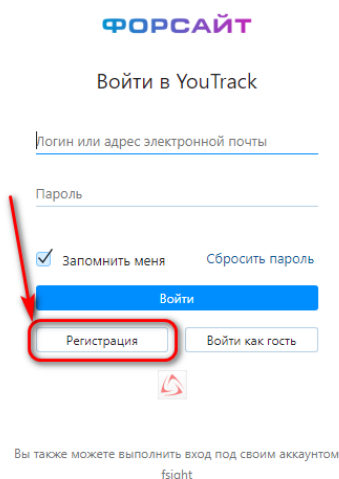 ФОРСАЙТ
Войти в YouTrack
Логин или адрес электронной почты
Пароль
Запомнить меня Сбросить пароль
Войти
Регистрация Войти как гость
Вы также можете выполнить вход под своим аккаунтом
fsight